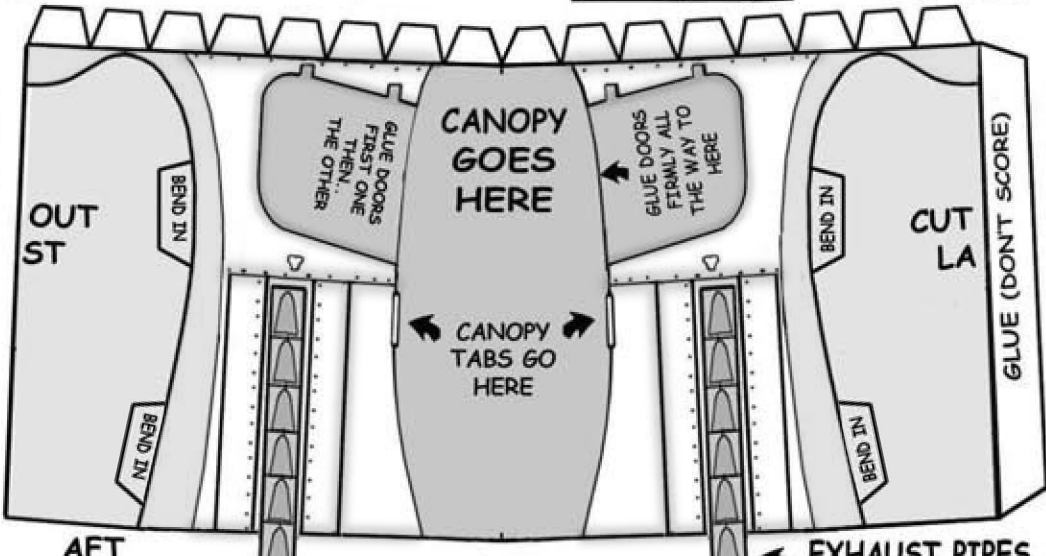 CANOPY
GOES
HERE
GLUE DOORS
FIRST ONE
THEN...
THE OTHER
GLUE DOORS
FIRMLY ALL
THE WAY TO
HERE
BEND IN
BEND IN
OUT
ST
CUT
LA
GLUE (DON'T SCORE)
CANOPY
TABS GO
HERE
BEND IN
BEND IN
AFT
EXHAUST PIPES